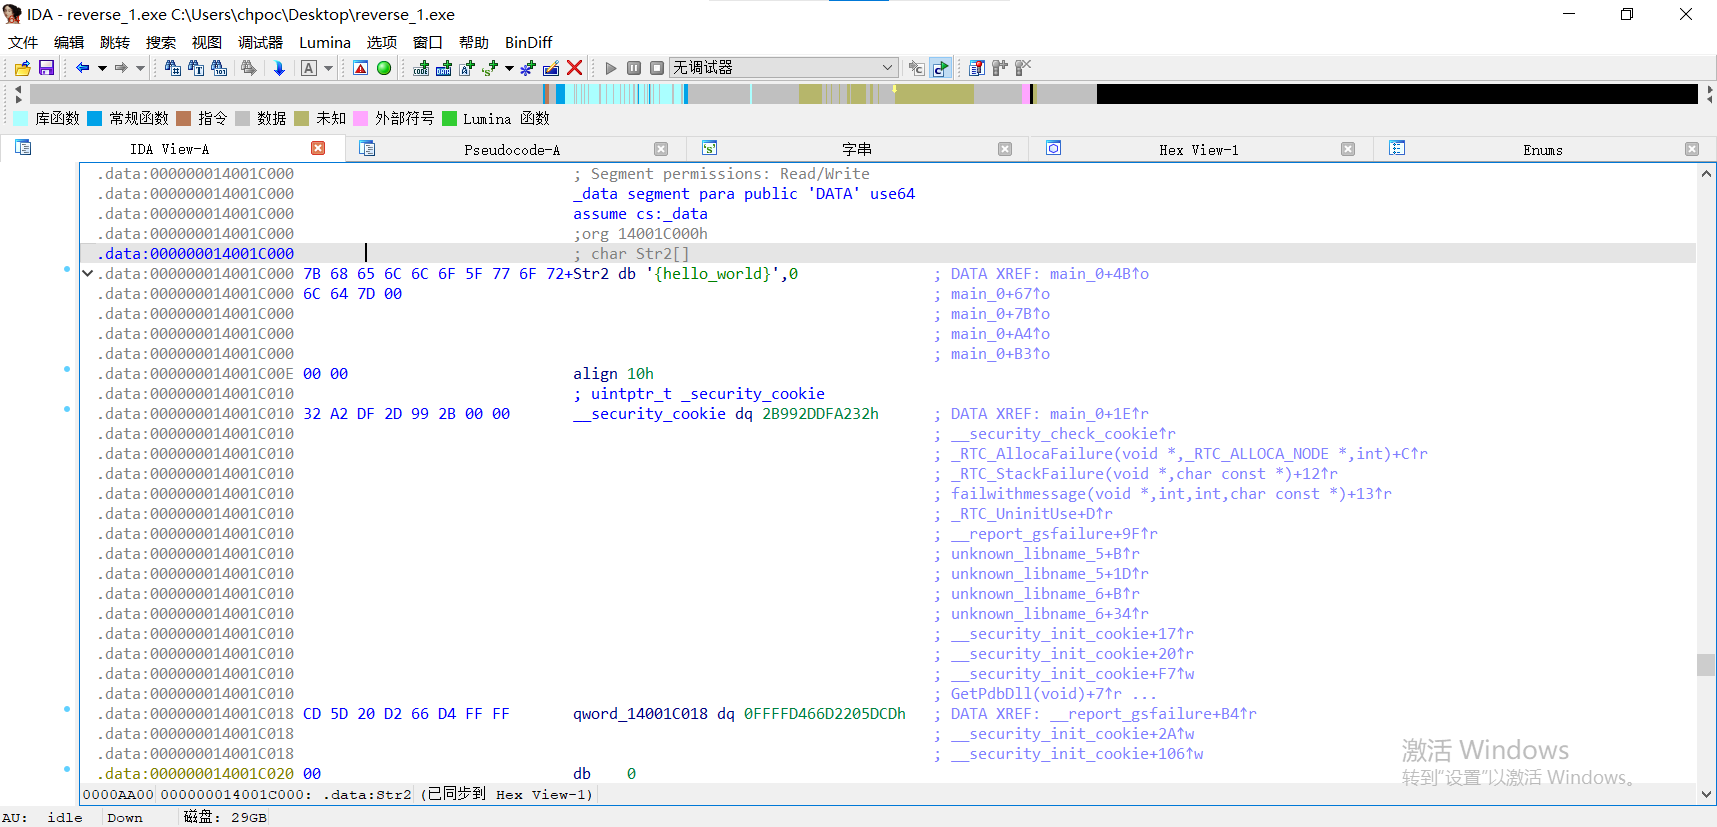 IDA - reverse_1.exe C:\Users\chpoc\Desktop\reverse_1.exe
文件 编辑 跳转 搜索 视图 调试器 Lumina 选项 窗口 帮助 BinDiff
无调试器
库函数 常规函数 指令 数据 未知 外部符号 Lumina 函数
IDA View-A Pseudocode-A 字串 Hex View-1 Enums
.data:000000014001C000 ; Segment permissions: Read/Write
.data:000000014001C000 _data segment para public 'DATA' use64
.data:000000014001C000 assume cs:_data
.data:000000014001C000 ;org 14001C000h
.data:000000014001C000 ; char Str2[]
.data:000000014001C000 7B 68 65 6C 6C 6F 5F 77 6F 72+Str2 db '{hello_world}',0 ; DATA XREF: main_0+4B↑o
.data:000000014001C000 6C 64 7D 00 ; main_0+67↑o
.data:000000014001C000 ; main_0+7B↑o
.data:000000014001C000 ; main_0+A4↑o
.data:000000014001C000 ; main_0+B3↑o
.data:000000014001C00E 00 00 align 10h
.data:000000014001C010 ; uintptr_t _security_cookie
.data:000000014001C010 32 A2 DF 2D 99 2B 00 00 __security_cookie dq 2B992DDFA232h ; DATA XREF: main_0+1E↑r
.data:000000014001C010 ; __security_check_cookie↑r
.data:000000014001C010 ; _RTC_AllocaFailure(void *,_RTC_ALLOCA_NODE *,int)+C↑r
.data:000000014001C010 ; _RTC_StackFailure(void *,char const *)+12↑r
.data:000000014001C010 ; failwithmessage(void *,int,int,char const *)+13↑r
.data:000000014001C010 ; _RTC_UninitUse+D↑r
.data:000000014001C010 ; __report_gsfailure+9F↑r
.data:000000014001C010 ; unknown_libname_5+B↑r
.data:000000014001C010 ; unknown_libname_5+1D↑r
.data:000000014001C010 ; unknown_libname_6+B↑r
.data:000000014001C010 ; unknown_libname_6+34↑r
.data:000000014001C010 ; __security_init_cookie+17↑r
.data:000000014001C010 ; __security_init_cookie+20↑r
.data:000000014001C010 ; __security_init_cookie+F7↑w
.data:000000014001C010 ; GetPdbDll(void)+7↑r ...
.data:000000014001C018 CD 5D 20 D2 66 D4 FF FF qword_14001C018 dq 0FFFFD466D2205DCDh ; DATA XREF: __report_gsfailure+B4↑r
.data:000000014001C018 ; __security_init_cookie+2A↑w
.data:000000014001C018 ; __security_init_cookie+106↑w
.data:000000014001C020 00 db 0
激活 Windows
转到“设置”以激活 Windows。
0000AA00 000000014001C000: .data:Str2 (已同步到 Hex View-1)
AU: idle Down 磁盘: 29GB